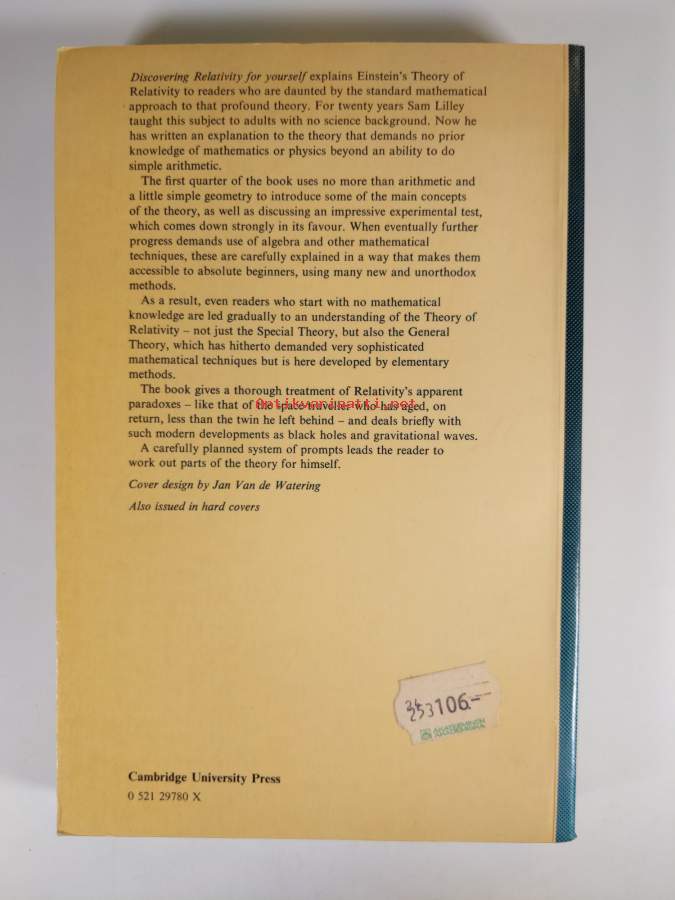 Discovering Relativity for yourself explains Einstein's Theory of
Relativity to readers who are daunted by the standard mathematical
approach to that profound theory. For twenty years Sam Lilley
taught this subject to adults with no science background. Now he
has written an explanation to the theory that demands no prior
knowledge of mathematics or physics beyond an ability to do
simple arithmetic.
The first quarter of the book uses no more than arithmetic and
a little simple geometry to introduce some of the main concepts
of the theory, as well as discussing an impressive experimental test,
which comes down strongly in its favour. When eventually further
progress demands use of algebra and other mathematical
techniques, these are carefully explained in a way that makes them
accessible to absolute beginners, using many new and unorthodox
methods.
As a result, even readers who start with no mathematical
knowledge are led gradually to an understanding of the Theory of
Relativity – not just the Special Theory, but also the General
Theory, which has hitherto demanded very sophisticated
mathematical techniques but is here developed by elementary
methods.
The book gives a thorough treatment of Relativity's apparent
paradoxes – like that of the space traveller who has aged, on
Antikvariaatti.net
return, less than the twin he left behind – and deals briefly with
such modern developments as black holes and gravitational waves.
A carefully planned system of prompts leads the reader to
work out parts of the theory for himself.
Cover design by Jan Van de Watering
Also issued in hard covers
253 106.-
AKATEEMINEN
Cambridge University Press
0 521 29780 X